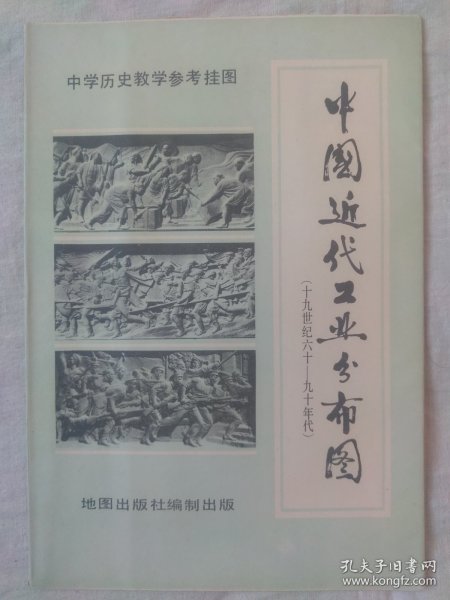 中学历史教学参考挂图
中國近代工业分布图
(十九世纪六十—九十年代)
地图出版社编制出版
孔夫子旧书网
www.kongfz.com